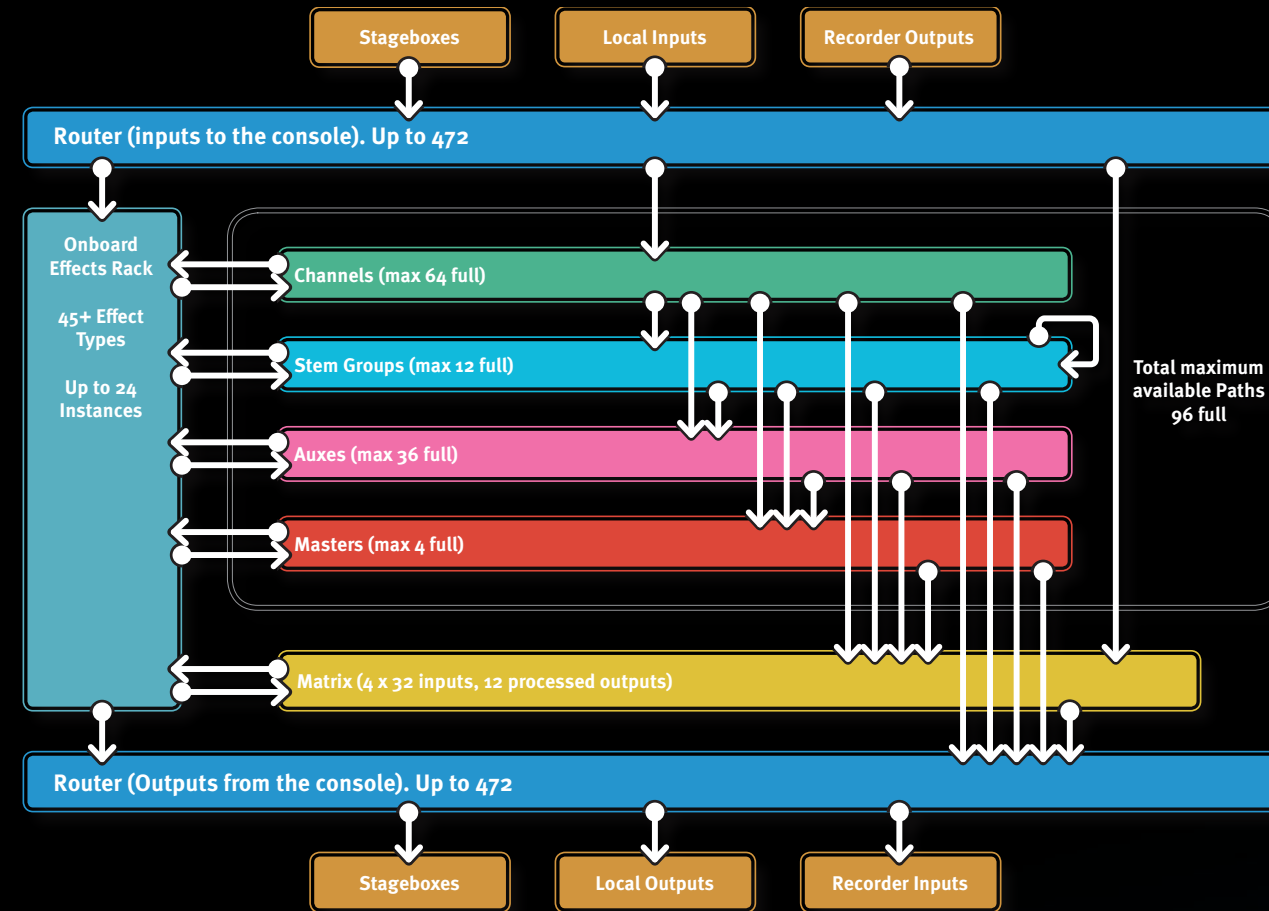 Stageboxes
Local Inputs
Recorder Outputs
Router (inputs to the console). Up to 472
Onboard
Effects Rack
45+ Effect
Types
Up to 24
Instances
Channels (max 64 full)
Stem Groups (max 12 full)
Auxes (max 36 full)
Masters (max 4 full)
Total maximum
available Paths
96 full
Matrix (4 x 32 inputs, 12 processed outputs)
Router (Outputs from the console). Up to 472
Stageboxes
Local Outputs
Recorder Inputs